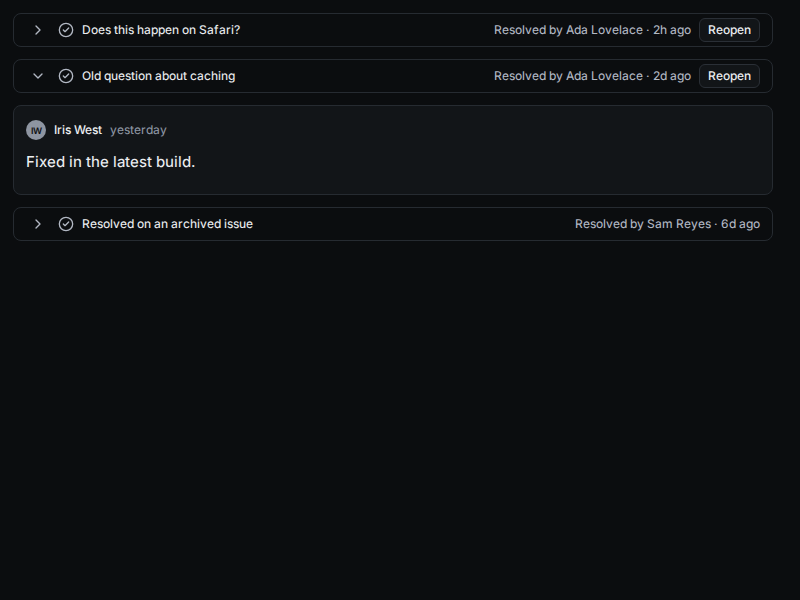 Does this happen on Safari? Resolved by Ada Lovelace · 2h ago Reopen
Old question about caching Resolved by Ada Lovelace · 2d ago Reopen
IW Iris West yesterday
Fixed in the latest build.
Resolved on an archived issue Resolved by Sam Reyes · 6d ago